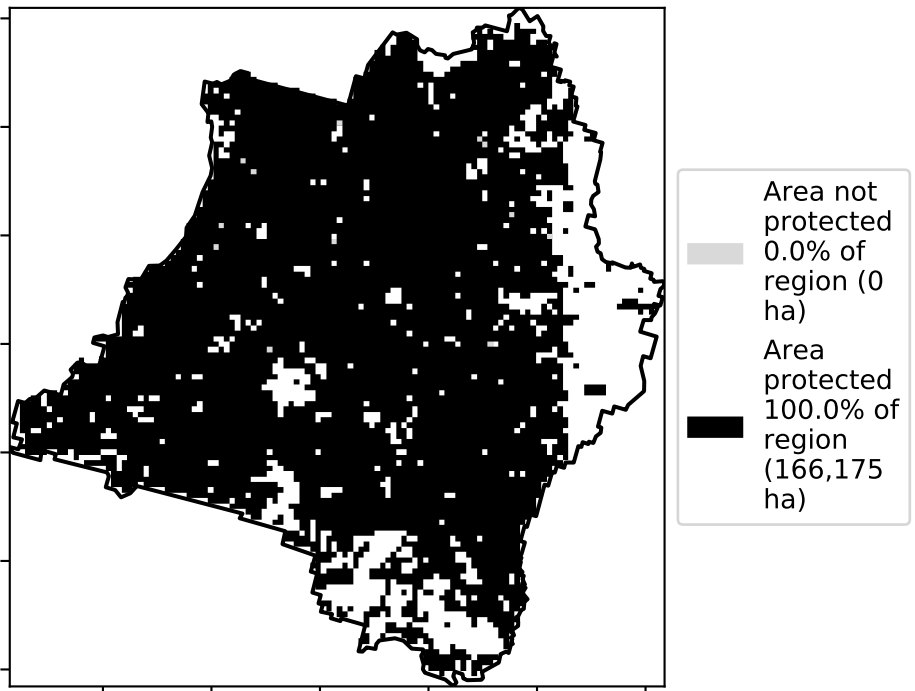 Area not
protected
0.0% of
region (0
ha)
Area
protected
100.0% of
region
(166,175
ha)